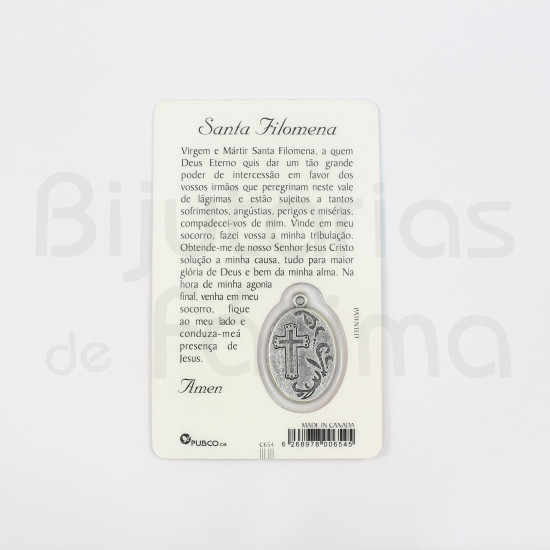 Santa Filomena
Virgem e Mártir Santa Filomena, a quem
Deus Eterno quis dar um tão grande
poder de intercessão em favor dos
vossos irmãos que peregrinam neste vale
de lágrimas e estão sujeitos a tantos
sofrimentos, angústias, perigos e misérias,
compadecei-vos de mim. Vinde em meu
socorro, fazei vossa a minha tribulação.
Obtende-me de nosso Senhor Jesus Cristo
solução a minha causa, tudo para maior
glória de Deus e bem da minha alma. Na
hora de minha agonia
final, venha em meu
socorro, fique
ao meu lado e
conduza-meá
presença de
Jesus.
Amen
PATENTED
MADE IN CANADA
PUBCO.CA
C654
6 268978 006545
Bijuterias
de Fátima